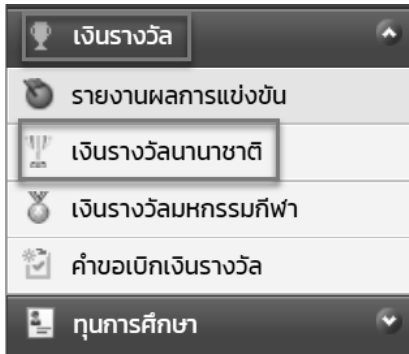 เงินรางวัล
รายงานผลการแข่งขัน
เงินรางวัลนานาชาติ
เงินรางวัลมหกรรมกีฬา
คำขอเบิกเงินรางวัล
ทุนการศึกษา